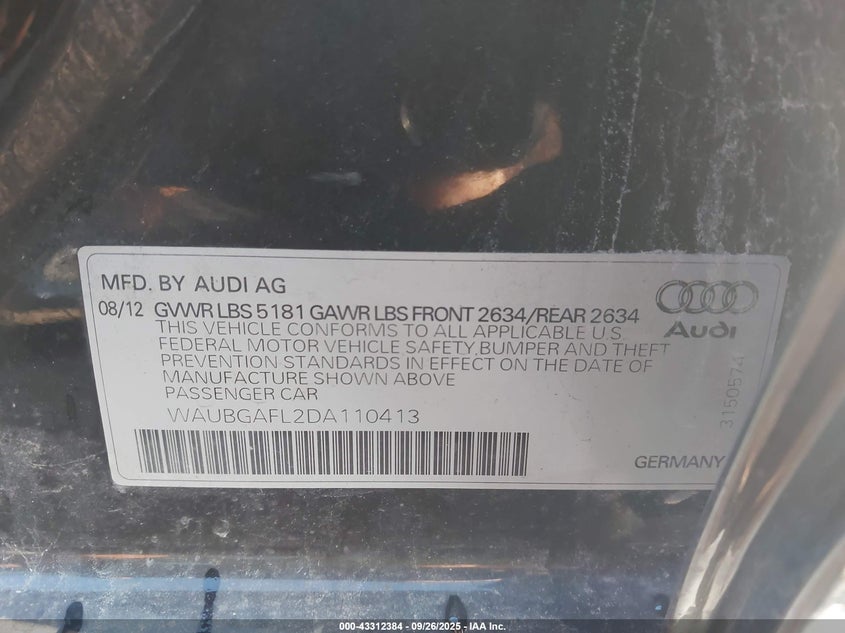 MFD. BY AUDI AG
08/12 GVWR LBS 5181 GAWR LBS FRONT 2634/REAR 2634
THIS VEHICLE CONFORMS TO ALL APPLICABLE U.S
FEDERAL MOTOR VEHICLE SAFETY,BUMPER AND THEFT
PREVENTION STANDARDS IN EFFECT ON THE DATE OF
MANUFACTURE SHOWN ABOVE
PASSENGER CAR
WAUBGAFL2DA110413
Audi
3150574
GERMANY
000-43312384 - 09/26/2025 - IAA Inc.